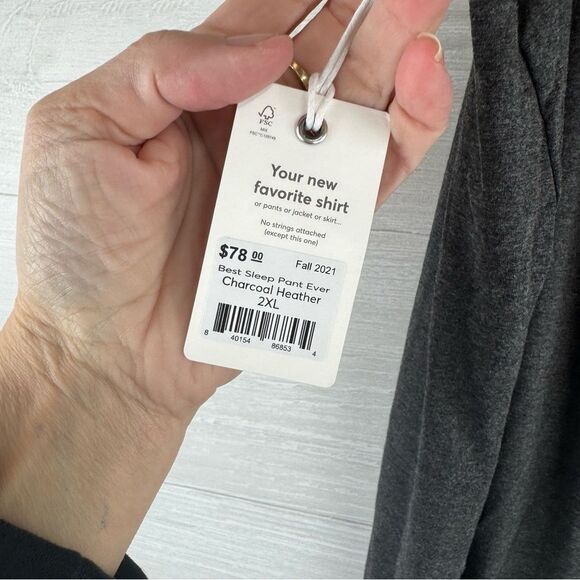 FSC
MIX
Your new
favorite shirt
or pants or jacket or skirt...
No strings attached
(except this one)
$78.00
Fall 2021
Best Sleep Pant Ever
Charcoal Heather
2XL
8 40154 86853 4